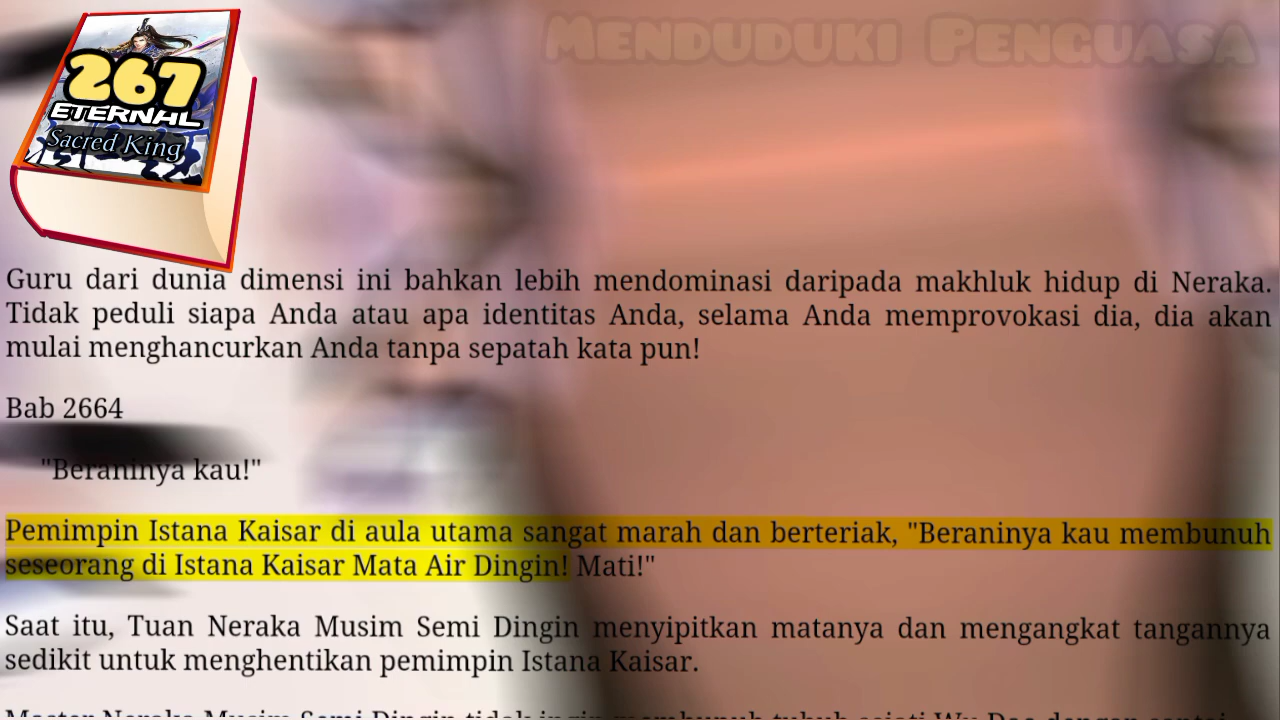 Menduduki Penguasa
267
ETERNAL
Sacred King
Guru dari dunia dimensi ini bahkan lebih mendominasi daripada makhluk hidup di Neraka.
Tidak peduli siapa Anda atau apa identitas Anda, selama Anda memprovokasi dia, dia akan
mulai menghancurkan Anda tanpa sepatah kata pun!
Bab 2664
"Beraninya kau!"
Pemimpin Istana Kaisar di aula utama sangat marah dan berteriak, "Beraninya kau membunuh
seseorang di Istana Kaisar Mata Air Dingin! Mati!"
Saat itu, Tuan Neraka Musim Semi Dingin menyipitkan matanya dan mengangkat tangannya
sedikit untuk menghentikan pemimpin Istana Kaisar.